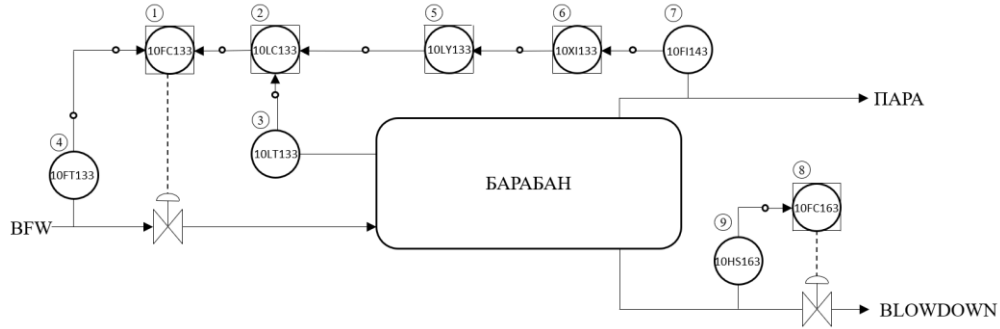 ① ② ⑤ ⑥ ⑦
10FC133 10LC133 10LY133 10XI133 10FI143
ПАРА
③
④
10LT133
10FT133
БАРАБАН
⑧
10FC163
⑨
BFW
10HS163
BLOWDOWN